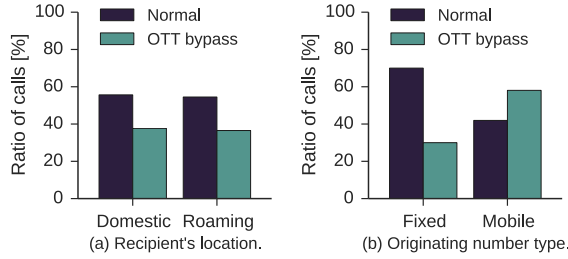 100
80
60
40
20
0
Ratio of calls [%]
Normal
OTT bypass
Domestic Roaming
(a) Recipient's location.
100
80
60
40
20
0
Ratio of calls [%]
Normal
OTT bypass
Fixed Mobile
(b) Originating number type.